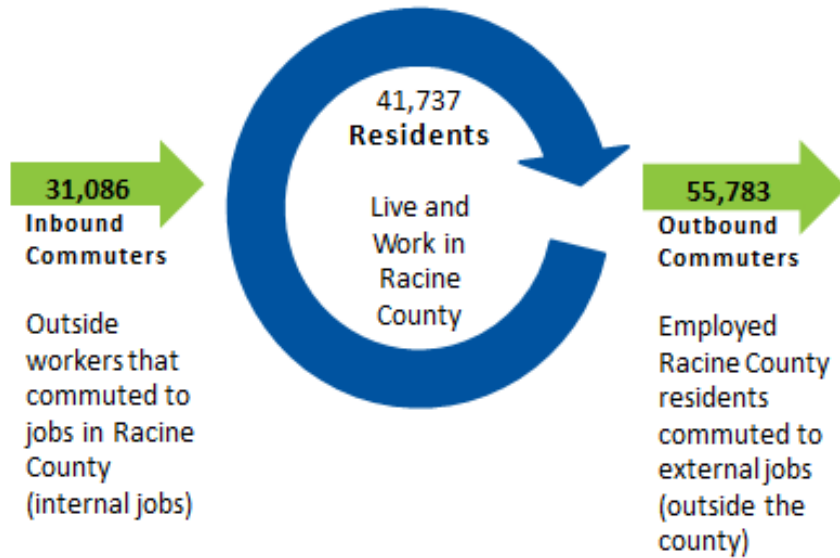 31,086
Inbound
Commuters
Outside
workers that
commuted to
jobs in Racine
County
(internal jobs)
41,737
Residents
Live and
Work in
Racine
County
55,783
Outbound
Commuters
Employed
Racine County
residents
commuted to
external jobs
(outside the
county)